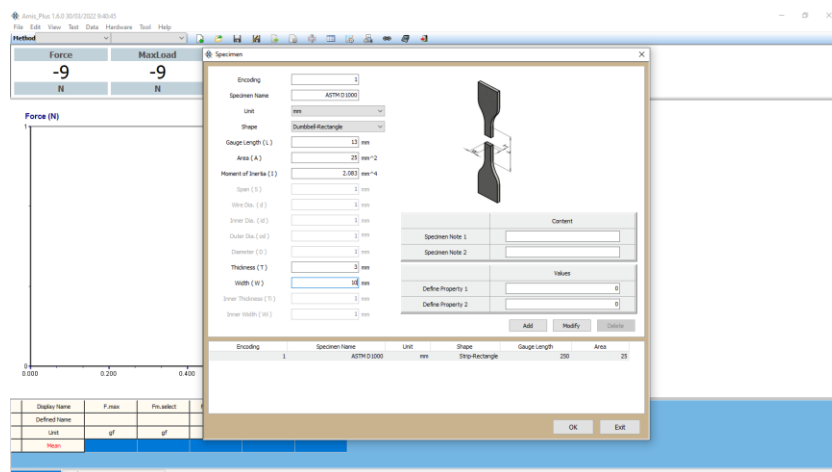 Amis_Plus 1.6.0 30/03/2022 9:40:45
File Edit View Test Data Hardware Tool Help
Method
Force MaxLoad
-9 -9
N N
Force (N)
1
0
0.000 0.200 0.400
Display Name F.max Fm.select
Defined Name
Unit gf gf
Mean
Specimen
Encoding 1
Specimen Name ASTM D1000
Unit mm
Shape Dumbbell-Rectangle
Gauge Length ( L ) 13 mm
Area ( A ) 25 mm^2
Moment of Inertia ( I ) 2.083 mm^4
Span ( S ) 1 mm
Wire Dia. ( d ) 1 mm
Inner Dia. ( id ) 1 mm
Outer Dia. ( od ) 1 mm
Diameter ( D ) 1 mm
Thickness ( T ) 3 mm
Width ( W ) 10 mm
Inner Thickness ( Ti ) 1 mm
Inner Width ( Wi ) 1 mm
Content
Specimen Note 1
Specimen Note 2
Values
Define Property 1 0
Define Property 2 0
Add Modify Delete
Encoding Specimen Name Unit Shape Gauge Length Area
1 ASTM D1000 mm Strip-Rectangle 250 25
OK Exit